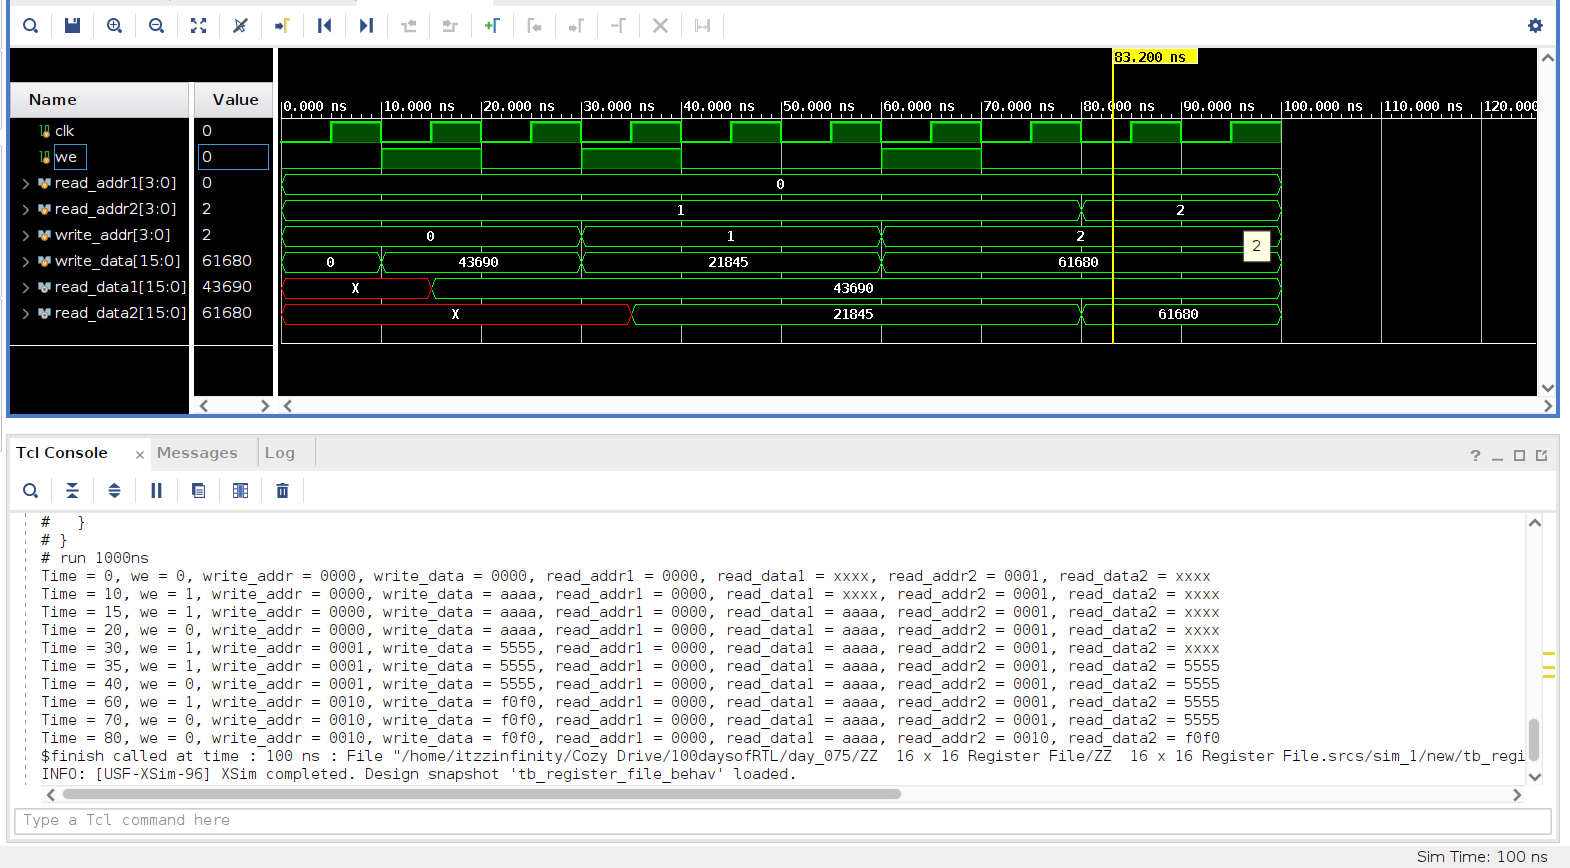 83.200 ns
Name Value
0.000 ns 10.000 ns 20.000 ns 30.000 ns 40.000 ns 50.000 ns 60.000 ns 70.000 ns 80.000 ns 90.000 ns 100.000 ns 110.000 ns 120.000
clk 0
we 0
read_addr1[3:0] 0 0
read_addr2[3:0] 2 1 2
write_addr[3:0] 2 0 1 2
2
write_data[15:0] 61680 0 43690 21845 61680
read_data1[15:0] 43690 X 43690
read_data2[15:0] 61680 X 21845 61680
Tcl Console × Messages Log
# }
# }
# run 1000ns
Time = 0, we = 0, write_addr = 0000, write_data = 0000, read_addr1 = 0000, read_data1 = xxxx, read_addr2 = 0001, read_data2 = xxxx
Time = 10, we = 1, write_addr = 0000, write_data = aaaa, read_addr1 = 0000, read_data1 = xxxx, read_addr2 = 0001, read_data2 = xxxx
Time = 15, we = 1, write_addr = 0000, write_data = aaaa, read_addr1 = 0000, read_data1 = aaaa, read_addr2 = 0001, read_data2 = xxxx
Time = 20, we = 0, write_addr = 0000, write_data = aaaa, read_addr1 = 0000, read_data1 = aaaa, read_addr2 = 0001, read_data2 = xxxx
Time = 30, we = 1, write_addr = 0001, write_data = 5555, read_addr1 = 0000, read_data1 = aaaa, read_addr2 = 0001, read_data2 = xxxx
Time = 35, we = 1, write_addr = 0001, write_data = 5555, read_addr1 = 0000, read_data1 = aaaa, read_addr2 = 0001, read_data2 = 5555
Time = 40, we = 0, write_addr = 0001, write_data = 5555, read_addr1 = 0000, read_data1 = aaaa, read_addr2 = 0001, read_data2 = 5555
Time = 60, we = 1, write_addr = 0010, write_data = f0f0, read_addr1 = 0000, read_data1 = aaaa, read_addr2 = 0001, read_data2 = 5555
Time = 70, we = 0, write_addr = 0010, write_data = f0f0, read_addr1 = 0000, read_data1 = aaaa, read_addr2 = 0001, read_data2 = 5555
Time = 80, we = 0, write_addr = 0010, write_data = f0f0, read_addr1 = 0000, read_data1 = aaaa, read_addr2 = 0010, read_data2 = f0f0
$finish called at time : 100 ns : File "/home/itzzinfinity/Cozy Drive/100daysofRTL/day_075/ZZ  16 x 16 Register File/ZZ  16 x 16 Register File.srcs/sim_1/new/tb_regi
INFO: [USF-XSim-96] XSim completed. Design snapshot 'tb_register_file_behav' loaded.
Type a Tcl command here
Sim Time: 100 ns